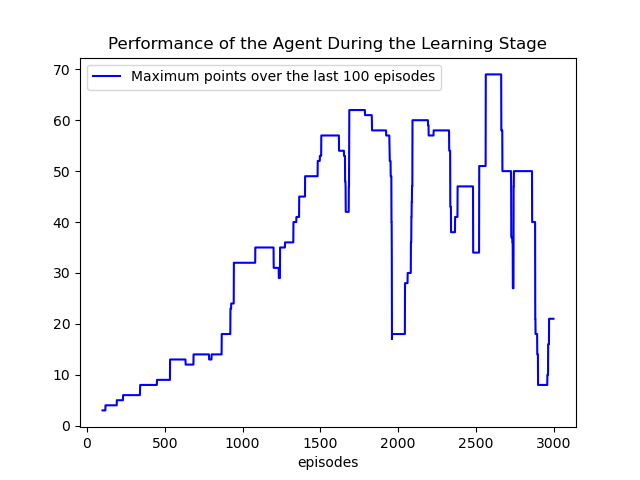 Performance of the Agent During the Learning Stage
Maximum points over the last 100 episodes
70
60
50
40
30
20
10
0
0 500 1000 1500 2000 2500 3000
episodes